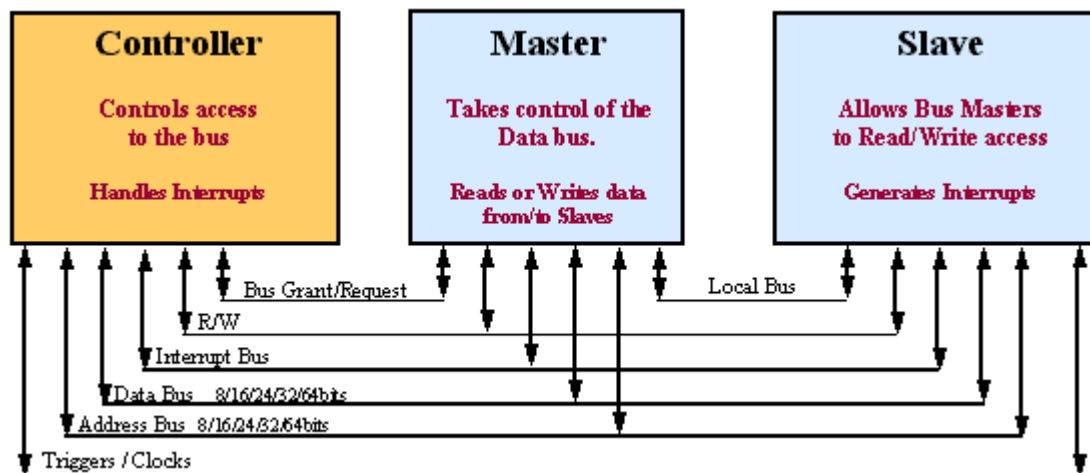 Controller
Controls access
to the bus
Handles Interrupts
Master
Takes control of the
Data bus.
Reads or Writes data
from/to Slaves
Slave
Allows Bus Masters
to Read/Write access
Generates Interrupts
Bus Grant/Request
Local Bus
R/W
Interrupt Bus
Data Bus 8/16/24/32/64bits
Address Bus 8/16/24/32/64bits
Triggers / Clocks